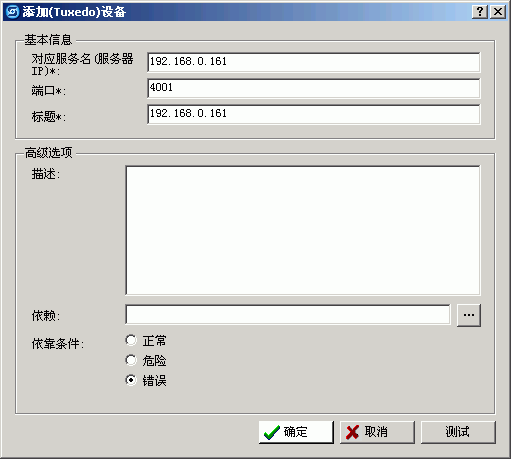 添加(Tuxedo)设备
基本信息
对应服务名(服务器
IP)*:
192.168.0.161
端口*:
4001
标题*:
192.168.0.161
高级选项
描述:
依赖:
...
依靠条件:
正常
危险
错误
确定
取消
测试